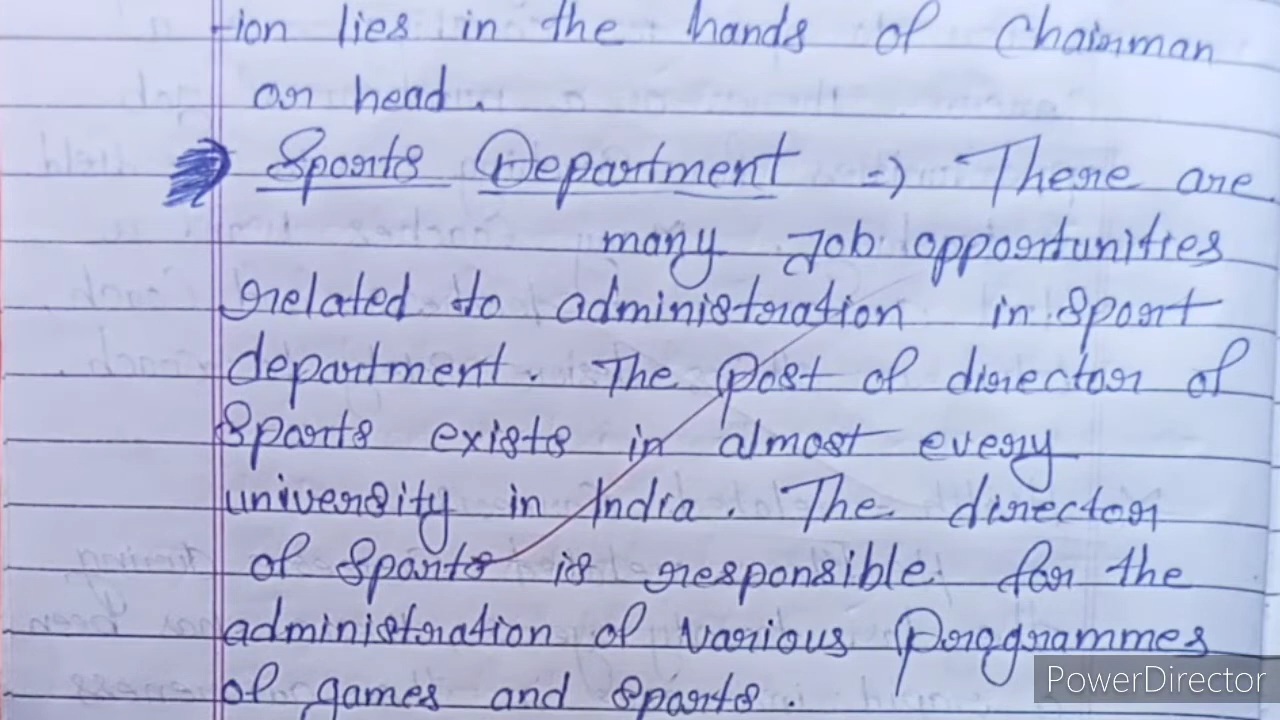 -ion lies in the hands of Chairman
or head.
Sports Department => There are
many Job opportunities
related to administration in sport
department. The Post of director of
Sports exists in almost every
university in India. The director
of Sports is responsible for the
administration of various Programmes
of games and sports.
PowerDirector